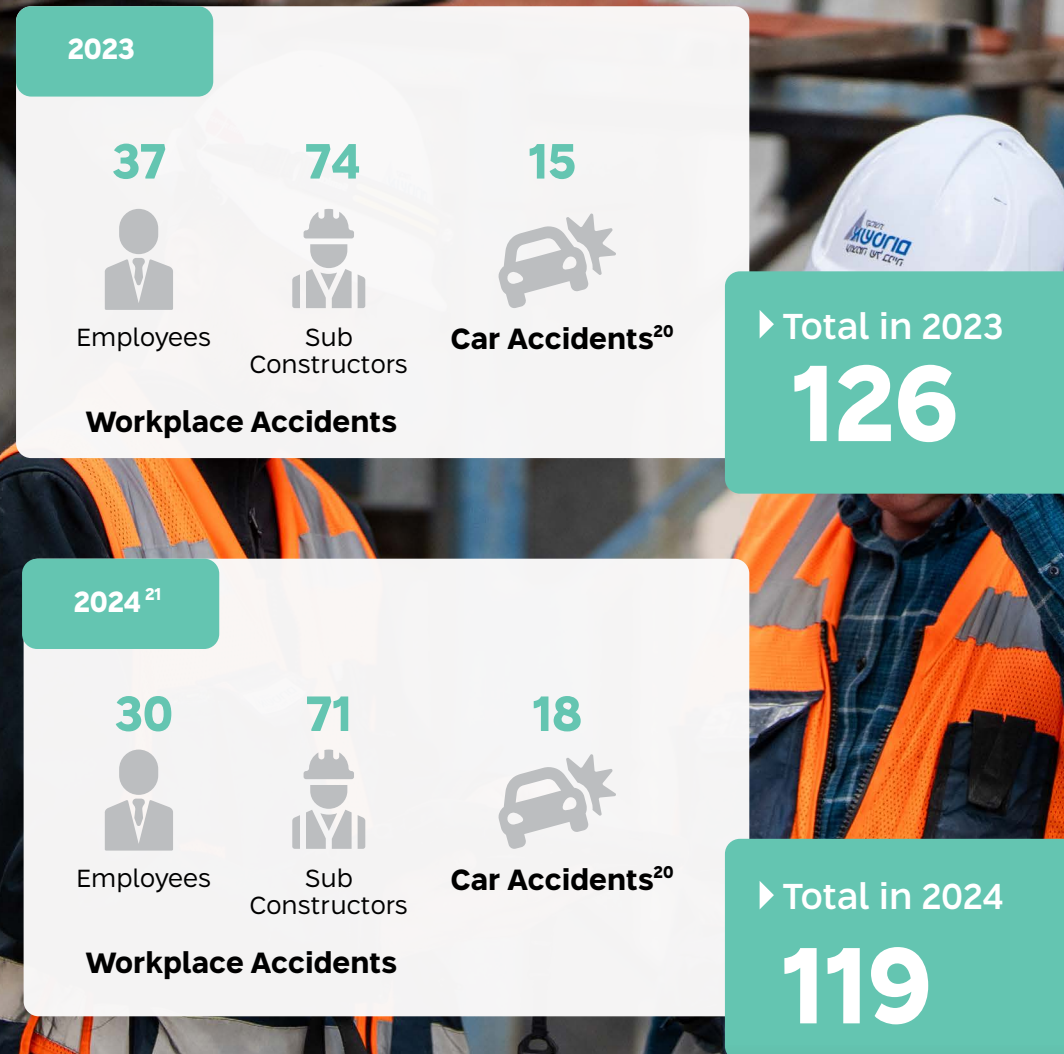 2023
37
74
15
Employees
Sub
Constructors
Car Accidents²⁰
Workplace Accidents
Total in 2023
126
2024 ²¹
30
71
18
Employees
Sub
Constructors
Car Accidents²⁰
Workplace Accidents
Total in 2024
119